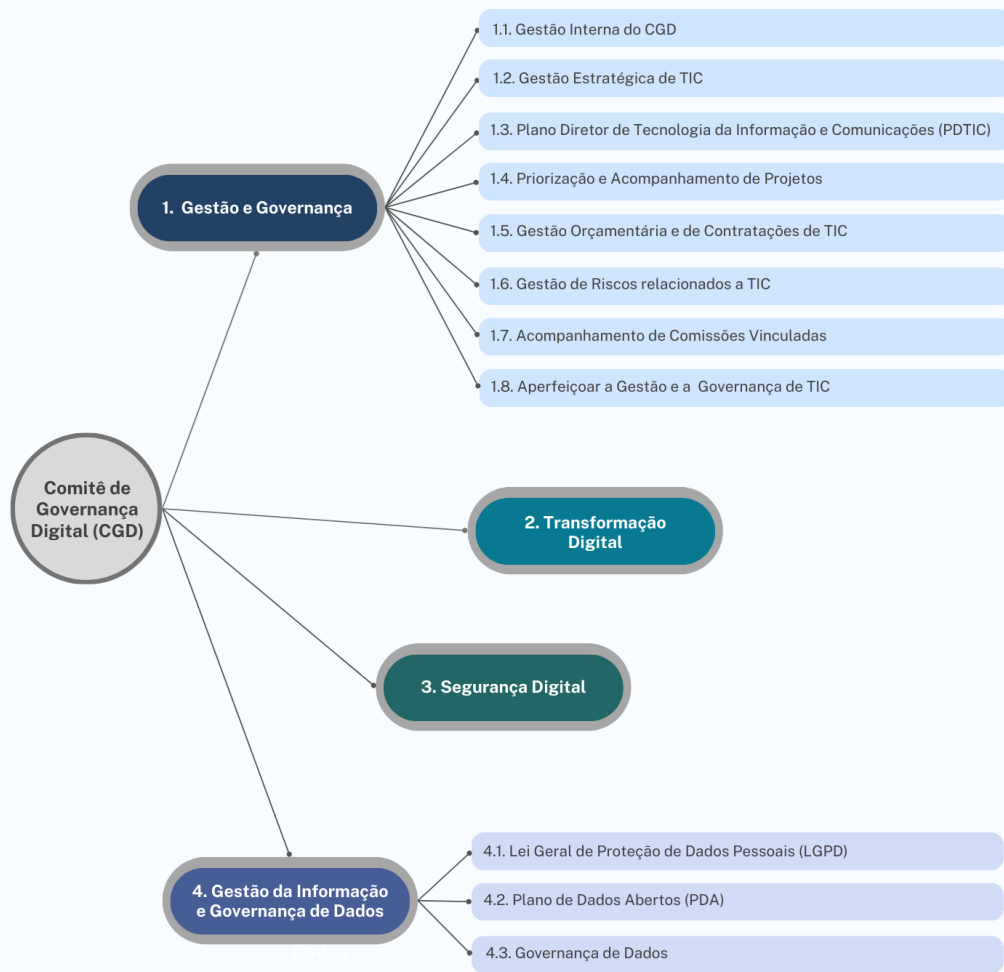 1.1. Gestão Interna do CGD
1.2. Gestão Estratégica de TIC
1.3. Plano Diretor de Tecnologia da Informação e Comunicações (PDTIC)
1.4. Priorização e Acompanhamento de Projetos
1. Gestão e Governança
1.5. Gestão Orçamentária e de Contratações de TIC
1.6. Gestão de Riscos relacionados a TIC
1.7. Acompanhamento de Comissões Vinculadas
1.8. Aperfeiçoar a Gestão e a Governança de TIC
Comitê de
Governança
Digital (CGD)
2. Transformação
Digital
3. Segurança Digital
4. Gestão da Informação
e Governança de Dados
4.1. Lei Geral de Proteção de Dados Pessoais (LGPD)
4.2. Plano de Dados Abertos (PDA)
4.3. Governança de Dados